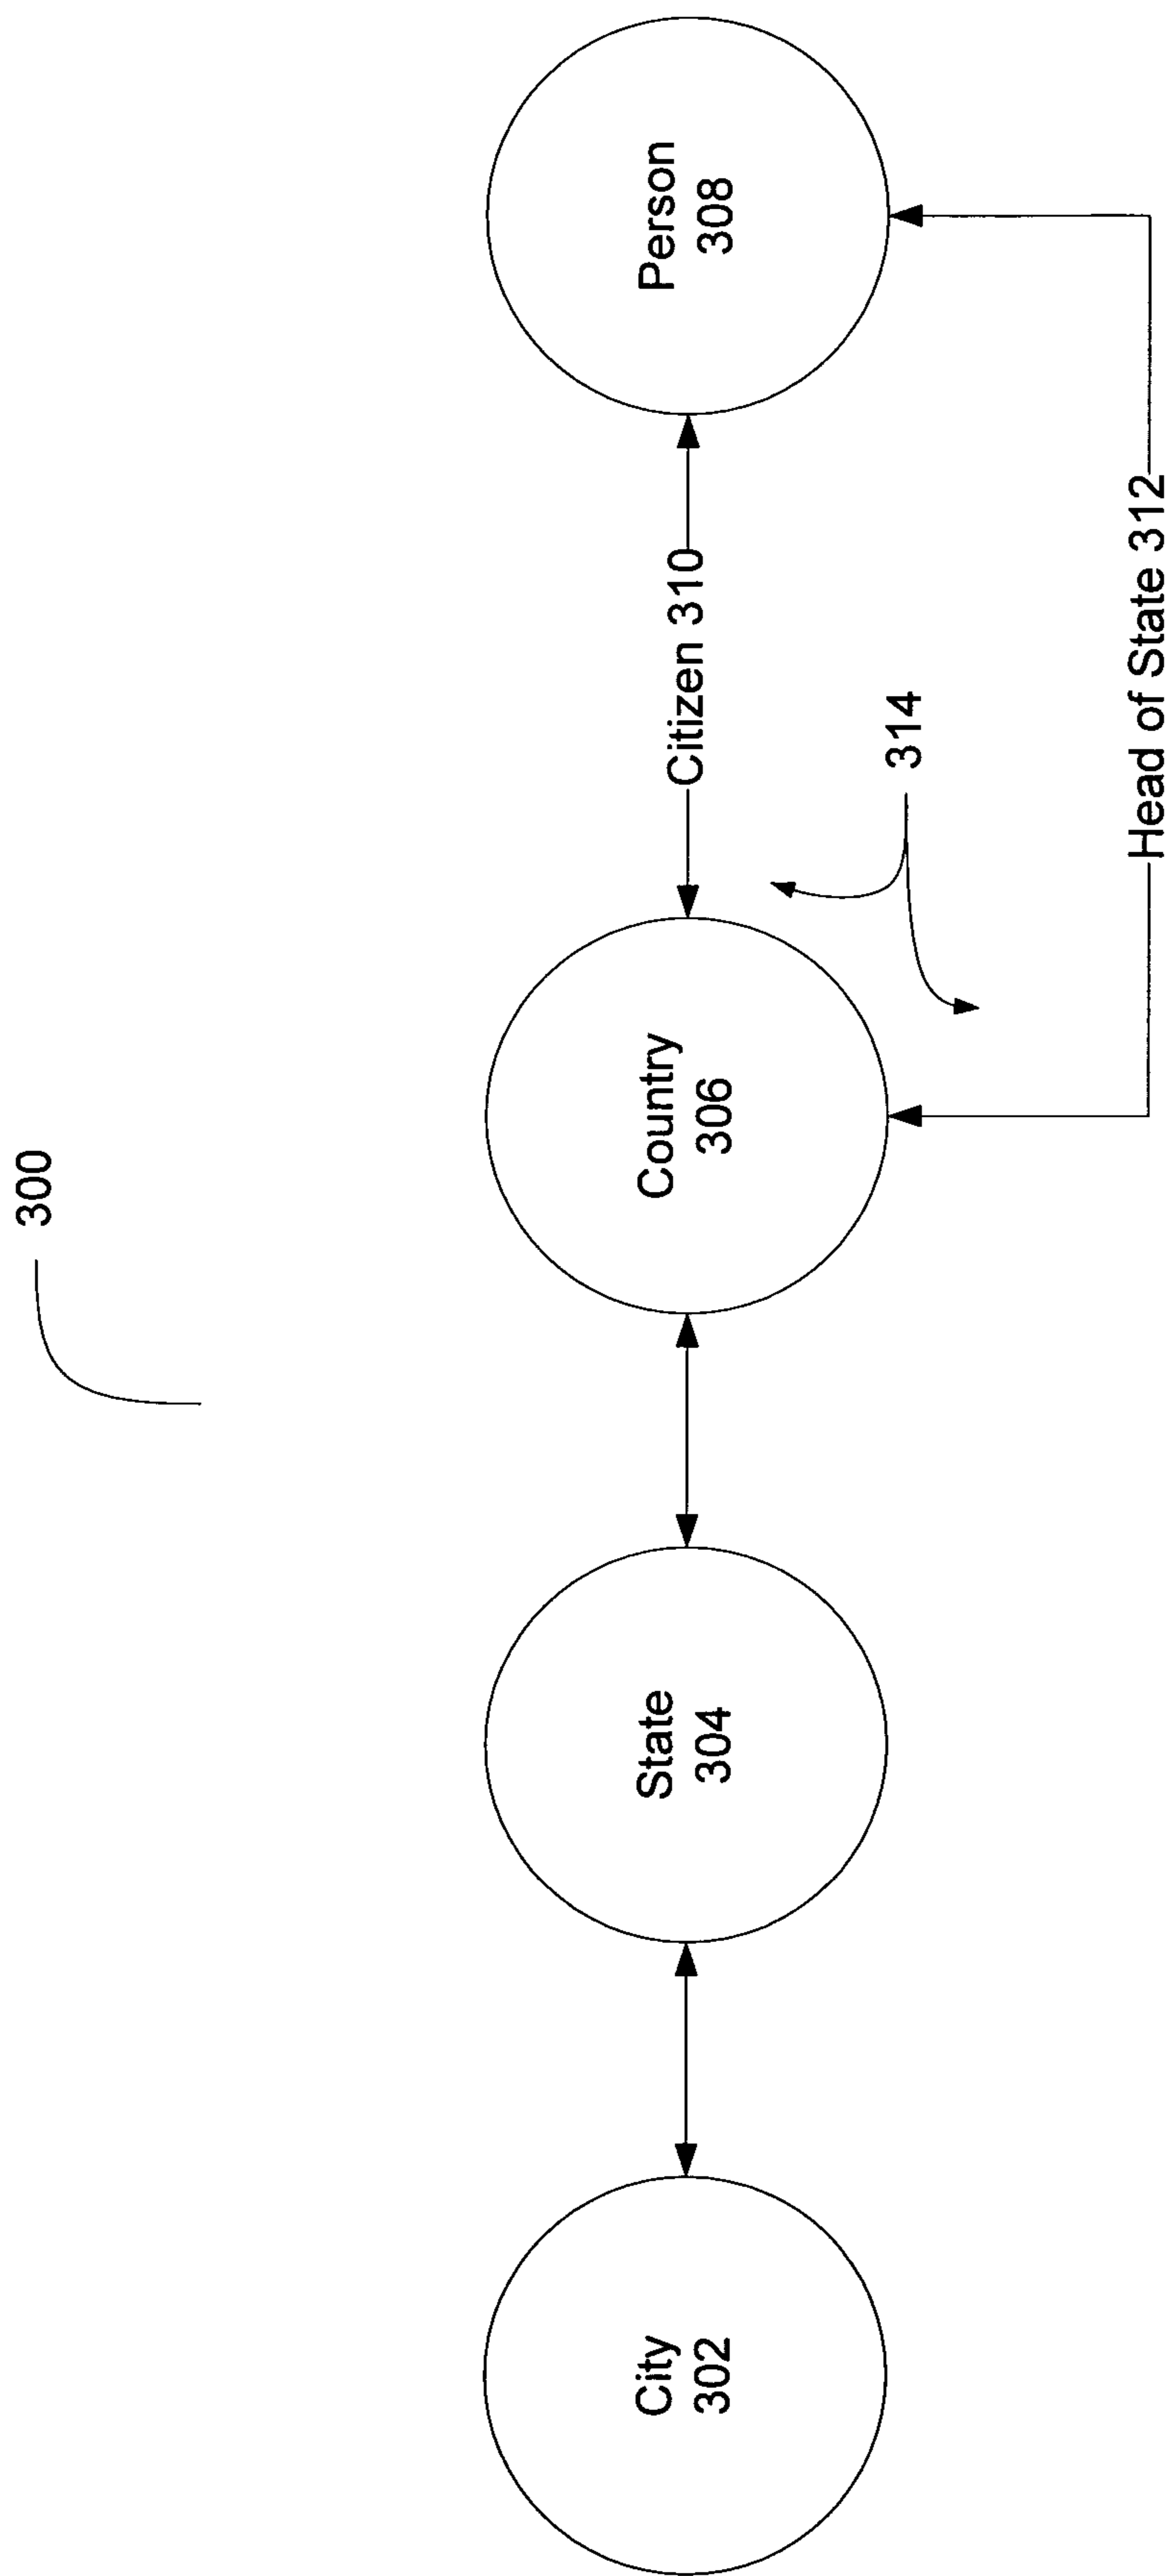 300
City
302
State
304
Country
306
Citizen 310
Person
308
314
Head of State 312